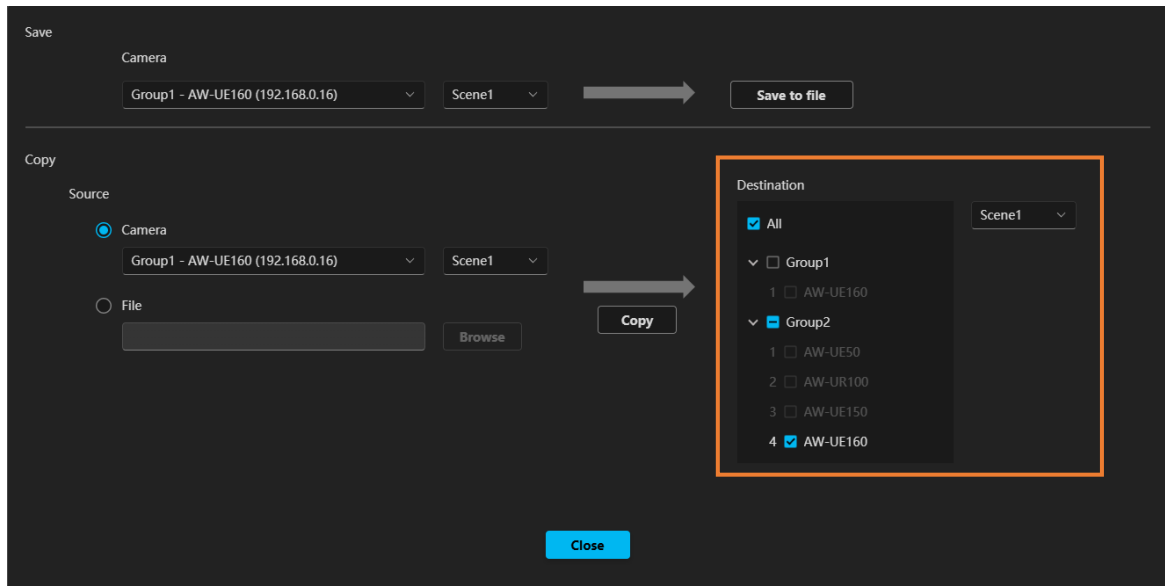 Save
Camera
Group1 - AW-UE160 (192.168.0.16) Scene1 Save to file
Copy
Source
Camera
Group1 - AW-UE160 (192.168.0.16) Scene1
File
Browse
Copy
Destination
All
Scene1
Group1
1 AW-UE160
Group2
1 AW-UE50
2 AW-UR100
3 AW-UE150
4 AW-UE160
Close